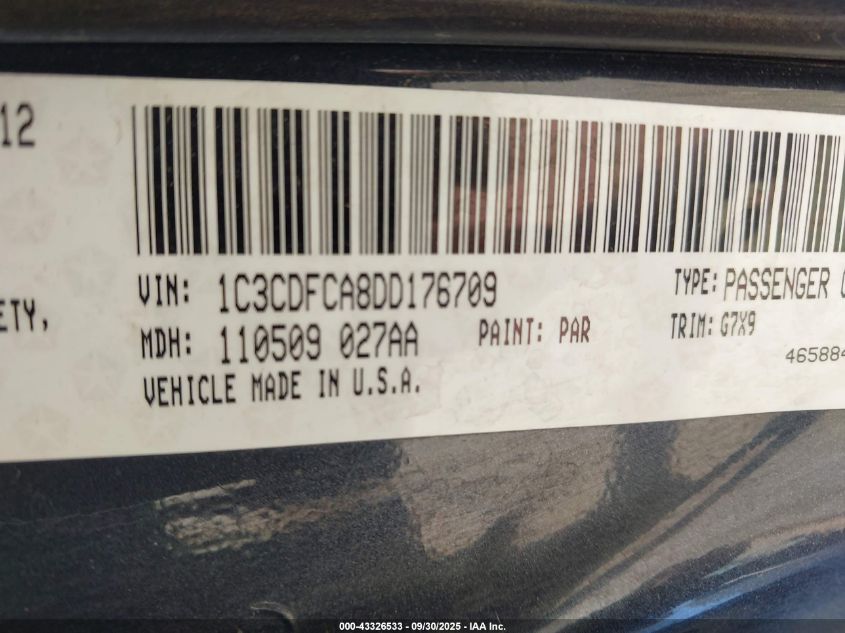 12
ETY,
VIN: 1C3CDFCA8DD176709
TYPE: PASSENGER
MDH: 110509 027AA
PAINT: PAR
TRIM: G7X9
VEHICLE MADE IN U.S.A.
465884
000-43326533 -- 09/30/2025 -- IAA Inc.